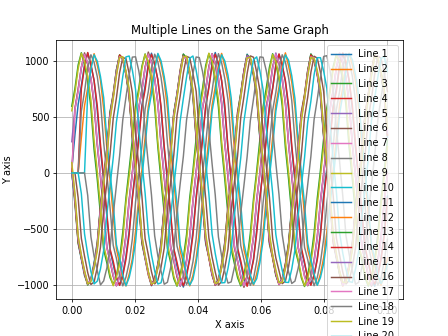 Multiple Lines on the Same Graph
Y axis
1000
500
0
−500
−1000
0.00
0.02
0.04
0.06
0.08
X axis
Line 1
Line 2
Line 3
Line 4
Line 5
Line 6
Line 7
Line 8
Line 9
Line 10
Line 11
Line 12
Line 13
Line 14
Line 15
Line 16
Line 17
Line 18
Line 19
Line 20